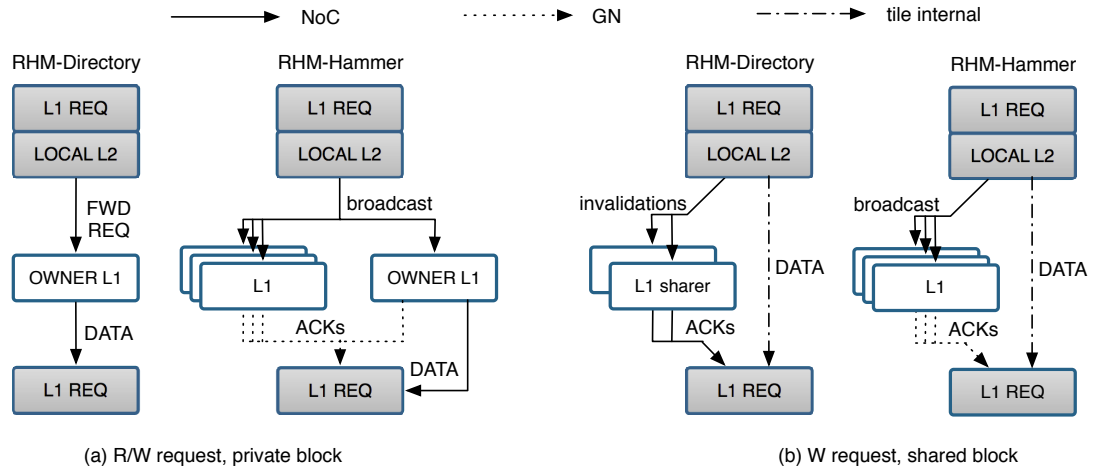 NoC
GN
tile internal
RHM-Directory
RHM-Hammer
L1 REQ
LOCAL L2
FWD
REQ
OWNER L1
DATA
L1 REQ
L1 REQ
LOCAL L2
broadcast
L1
OWNER L1
ACKs
DATA
L1 REQ
(a) R/W request, private block
RHM-Directory
RHM-Hammer
L1 REQ
LOCAL L2
invalidations
L1 sharer
DATA
ACKs
L1 REQ
L1 REQ
LOCAL L2
broadcast
L1
DATA
ACKs
L1 REQ
(b) W request, shared block